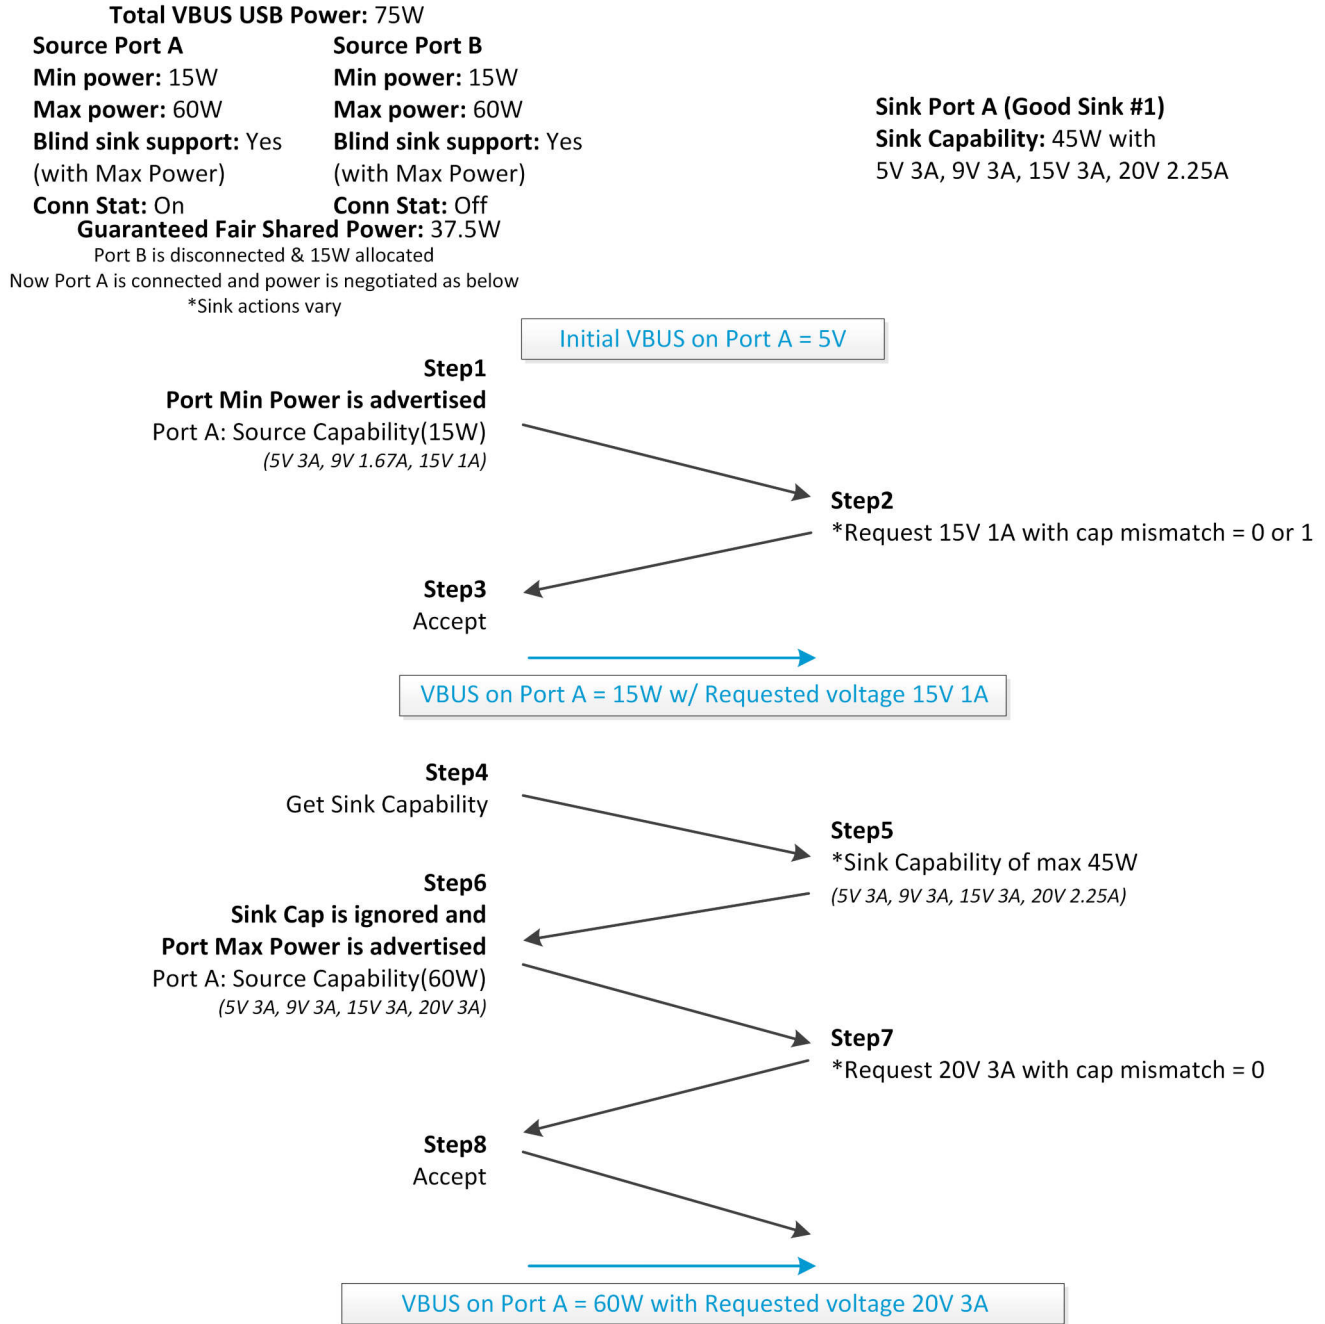 Total VBUS USB Power: 75W
Source Port A
Min power: 15W
Max power: 60W
Blind sink support: Yes
(with Max Power)
Conn Stat: On
Source Port B
Min power: 15W
Max power: 60W
Blind sink support: Yes
(with Max Power)
Conn Stat: Off
Guaranteed Fair Shared Power: 37.5W
Port B is disconnected & 15W allocated
Now Port A is connected and power is negotiated as below
*Sink actions vary
Sink Port A (Good Sink #1)
Sink Capability: 45W with
5V 3A, 9V 3A, 15V 3A, 20V 2.25A
Initial VBUS on Port A = 5V
Step1
Port Min Power is advertised
Port A: Source Capability(15W)
(5V 3A, 9V 1.67A, 15V 1A)
Step2
*Request 15V 1A with cap mismatch = 0 or 1
Step3
Accept
VBUS on Port A = 15W w/ Requested voltage 15V 1A
Step4
Get Sink Capability
Step5
*Sink Capability of max 45W
(5V 3A, 9V 3A, 15V 3A, 20V 2.25A)
Step6
Sink Cap is ignored and
Port Max Power is advertised
Port A: Source Capability(60W)
(5V 3A, 9V 3A, 15V 3A, 20V 3A)
Step7
*Request 20V 3A with cap mismatch = 0
Step8
Accept
VBUS on Port A = 60W with Requested voltage 20V 3A